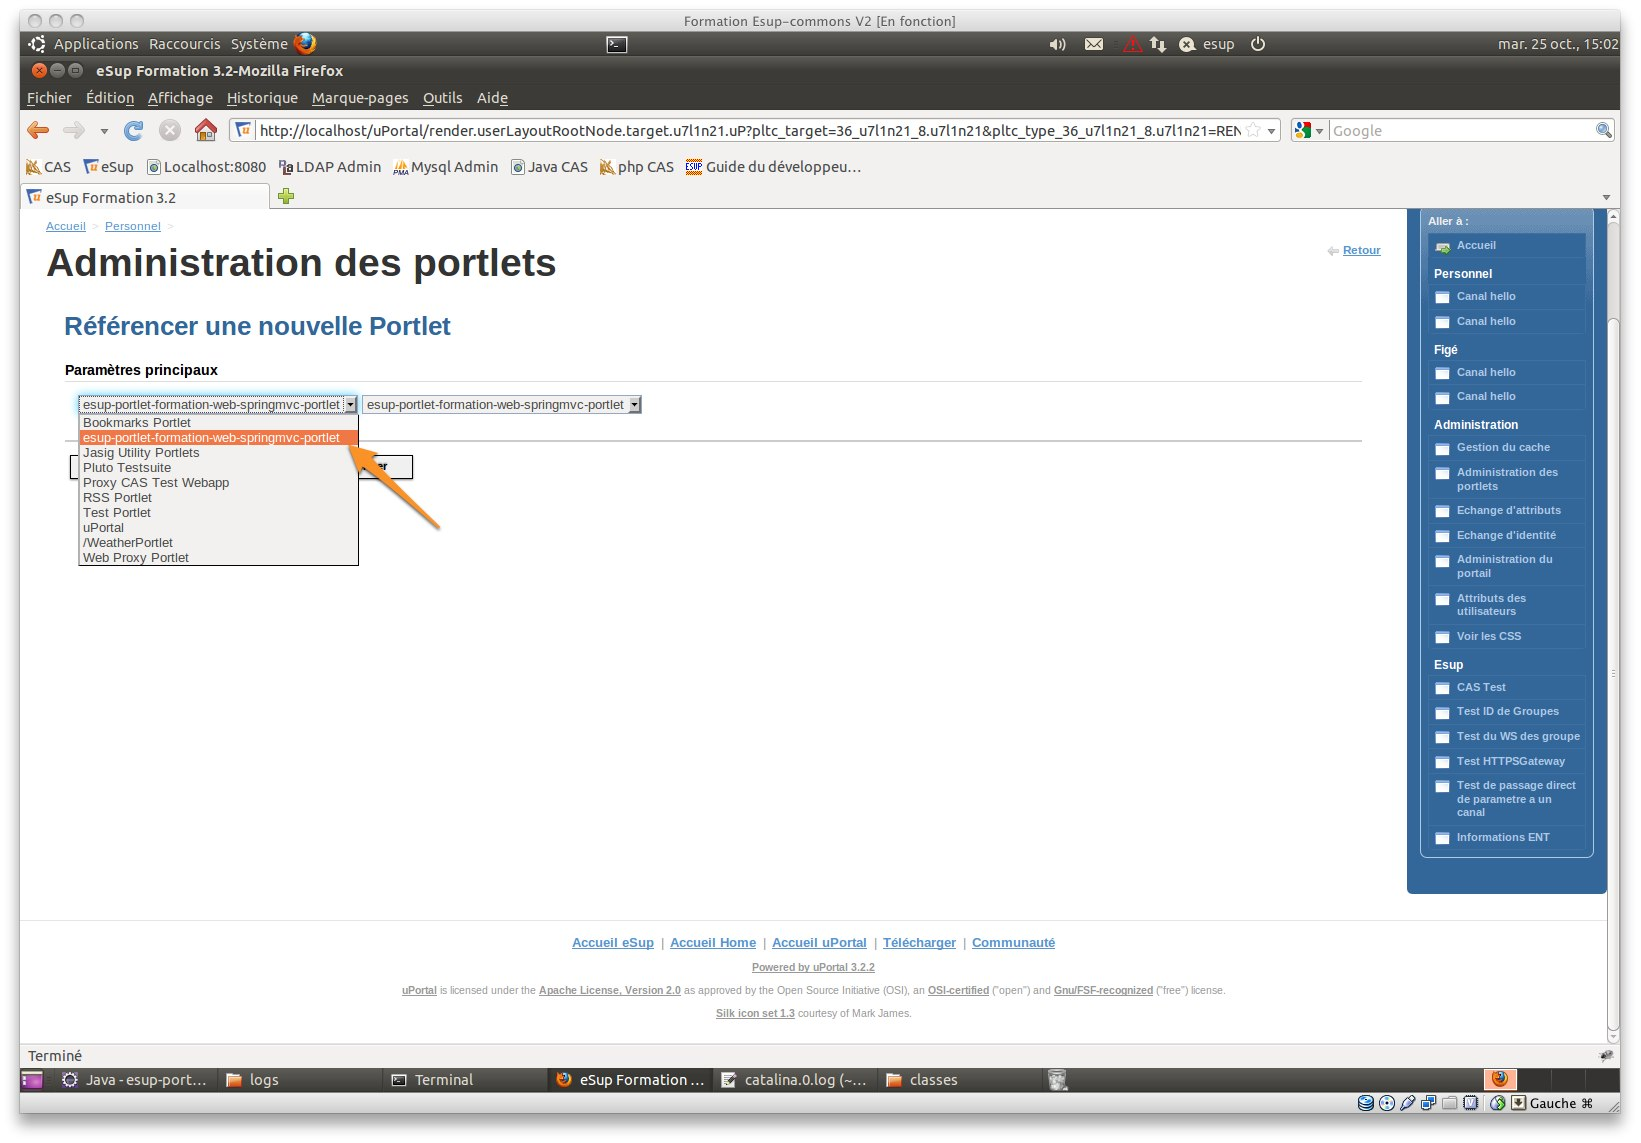 Formation Esup-commons V2 [En fonction]
Applications Raccourcis Système
esup
mar. 25 oct., 15:02
eSup Formation 3.2-Mozilla Firefox
Fichier Édition Affichage Historique Marque-pages Outils Aide
http://localhost/uPortal/render.userLayoutRootNode.target.u7l1n21.uP?pltc_target=36_u7l1n21_8.u7l1n21&pltc_type_36_u7l1n21_8.u7l1n21=REN
Google
CAS eSup Localhost:8080 LDAP Admin Mysql Admin Java CAS php CAS Guide du développeu…
eSup Formation 3.2
Accueil > Personnel >
Administration des portlets
Retour
Référencer une nouvelle Portlet
Paramètres principaux
esup-portlet-formation-web-springmvc-portlet
esup-portlet-formation-web-springmvc-portlet
Bookmarks Portlet
esup-portlet-formation-web-springmvc-portlet
Jasig Utility Portlets
Pluto Testsuite
Proxy CAS Test Webapp
RSS Portlet
Test Portlet
uPortal
/WeatherPortlet
Web Proxy Portlet
Aller à :
Accueil
Personnel
Canal hello
Canal hello
Figé
Canal hello
Canal hello
Administration
Gestion du cache
Administration des
portlets
Echange d'attributs
Echange d'identité
Administration du
portail
Attributs des
utilisateurs
Voir les CSS
Esup
CAS Test
Test ID de Groupes
Test du WS des groupe
Test HTTPSGateway
Test de passage direct
de parametre a un
canal
Informations ENT
Accueil eSup | Accueil Home | Accueil uPortal | Télécharger | Communauté
Powered by uPortal 3.2.2
uPortal is licensed under the Apache License, Version 2.0 as approved by the Open Source Initiative (OSI), an OSI-certified ("open") and Gnu/FSF-recognized ("free") license.
Silk icon set 1.3 courtesy of Mark James.
Terminé
Java - esup-port...
logs
Terminal
eSup Formation ...
catalina.0.log (~...
classes
Gauche ⌘